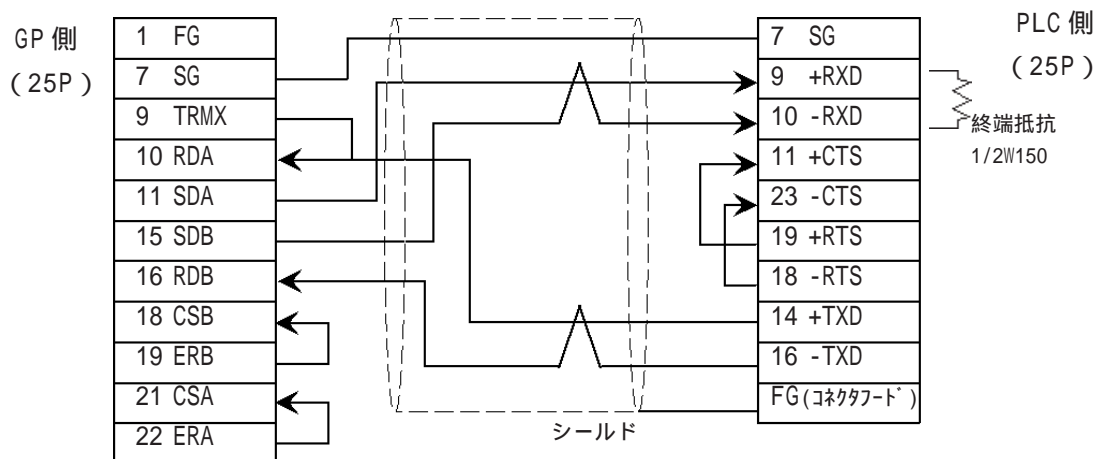 GP 側
(25P)
1 FG
7 SG
9 TRMX
10 RDA
11 SDA
15 SDB
16 RDB
18 CSB
19 ERB
21 CSA
22 ERA
シールド
7 SG
9 +RXD
10 -RXD
11 +CTS
23 -CTS
19 +RTS
18 -RTS
14 +TXD
16 -TXD
FG(ｺﾈｸﾀﾌｰﾄﾞ)
PLC 側
(25P)
終端抵抗
1/2W150